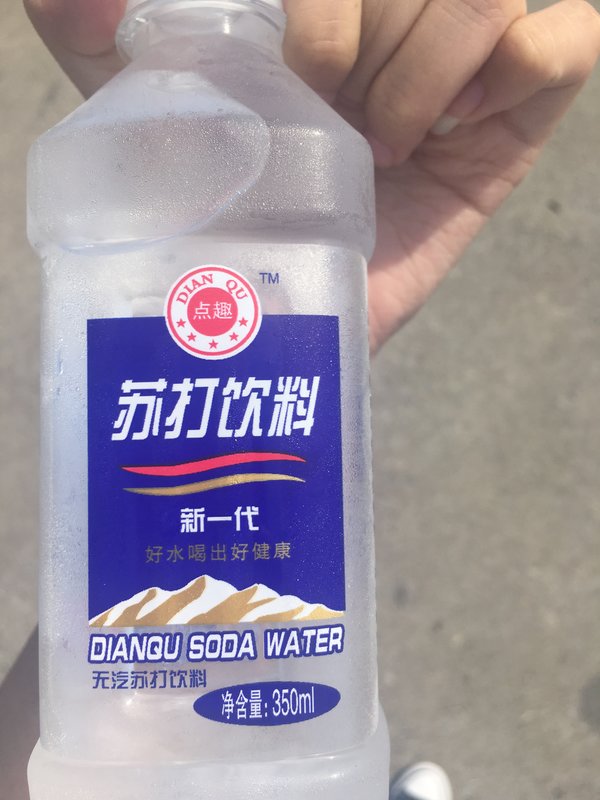 DIAN QU
TM
点趣
苏打饮料
新一代
好水喝出好健康
DIANQU SODA WATER
无汽苏打饮料
净含量:350ml